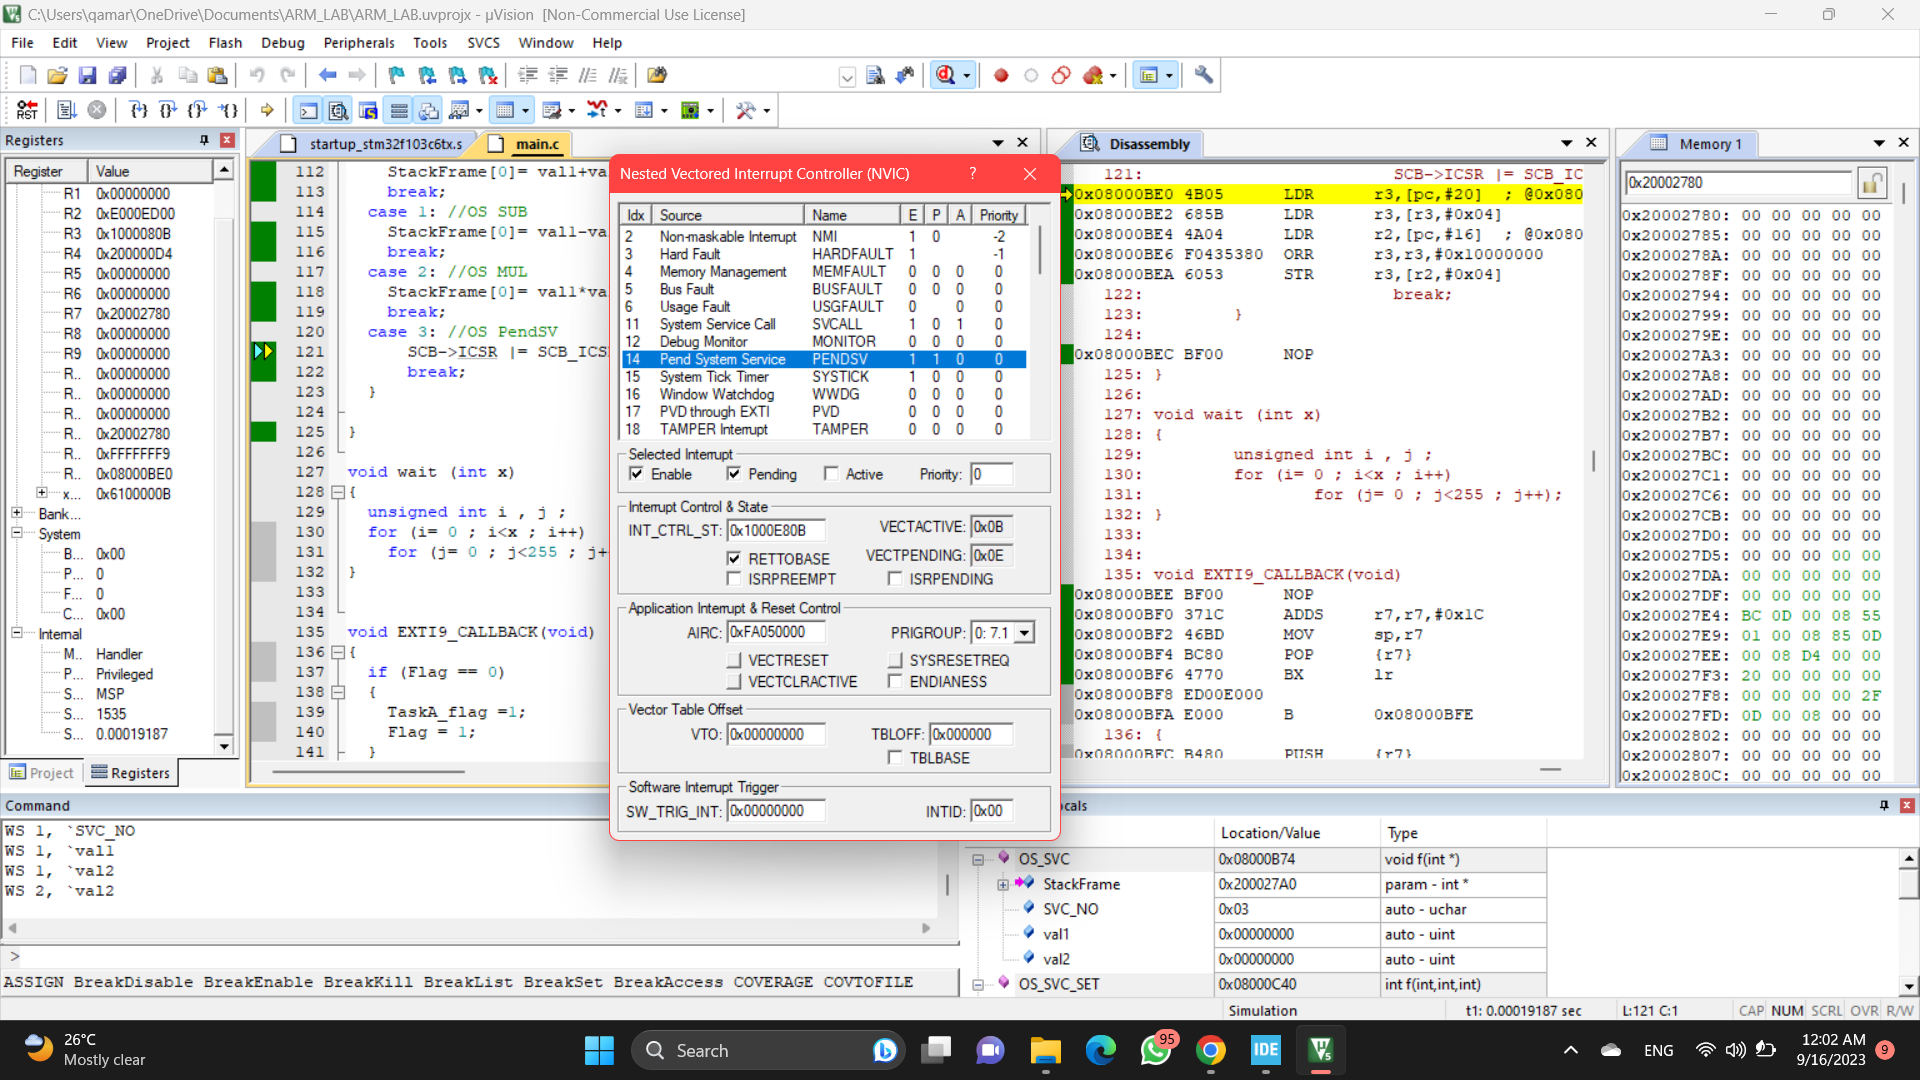 C:\Users\qamar\OneDrive\Documents\ARM_LAB\ARM_LAB.uvprojx - µVision [Non-Commercial Use License]
File Edit View Project Flash Debug Peripherals Tools SVCS Window Help
RST
Registers
Register Value
R1 0x00000000
R2 0xE000ED00
R3 0x1000080B
R4 0x200000D4
R5 0x00000000
R6 0x00000000
R7 0x20002780
R8 0x00000000
R9 0x00000000
R... 0x00000000
R... 0x00000000
R... 0x00000000
R... 0x20002780
R... 0xFFFFFFF9
R... 0x08000BE0
x... 0x6100000B
Bank...
System
B... 0x00
P... 0
F... 0
C... 0x00
Internal
M... Handler
P... Privileged
S... MSP
S... 1535
S... 0.00019187
Project Registers
startup_stm32f103c6tx.s main.c
112 StackFrame[0]= val1+va
113 break;
114 case 1: //OS SUB
115 StackFrame[0]= val1-va
116 break;
117 case 2: //OS MUL
118 StackFrame[0]= val1*va
119 break;
120 case 3: //OS PendSV
121 SCB->ICSR |= SCB_ICS
122 break;
123 }
124
125 }
126
127 void wait (int x)
128 {
129 unsigned int i , j ;
130 for (i= 0 ; i<x ; i++)
131 for (j= 0 ; j<255 ; j+
132 }
133
134
135 void EXTI9_CALLBACK(void)
136 {
137 if (Flag == 0)
138 {
139 TaskA_flag =1;
140 Flag = 1;
141 }
Nested Vectored Interrupt Controller (NVIC) ?
Idx Source Name E P A Priority
2 Non-maskable Interrupt NMI 1 0 -2
3 Hard Fault HARDFAULT 1 -1
4 Memory Management MEMFAULT 0 0 0 0
5 Bus Fault BUSFAULT 0 0 0 0
6 Usage Fault USGFAULT 0 0 0
11 System Service Call SVCALL 1 0 1 0
12 Debug Monitor MONITOR 0 0 0 0
14 Pend System Service PENDSV 1 1 0 0
15 System Tick Timer SYSTICK 1 0 0 0
16 Window Watchdog WWDG 0 0 0 0
17 PVD through EXTI PVD 0 0 0 0
18 TAMPER Interrupt TAMPER 0 0 0 0
Selected Interrupt
Enable Pending Active Priority: 0
Interrupt Control & State
INT_CTRL_ST: 0x1000E80B VECTACTIVE: 0x0B
RETTOBASE VECTPENDING: 0x0E
ISRPREEMPT ISRPENDING
Application Interrupt & Reset Control
AIRC: 0xFA050000 PRIGROUP: 0: 7.1
VECTRESET SYSRESETREQ
VECTCLRACTIVE ENDIANESS
Vector Table Offset
VTO: 0x00000000 TBLOFF: 0x000000
TBLBASE
Software Interrupt Trigger
SW_TRIG_INT: 0x00000000 INTID: 0x00
Disassembly
121: SCB->ICSR |= SCB_IC
0x08000BE0 4B05 LDR r3,[pc,#20] ; @0x080
0x08000BE2 685B LDR r3,[r3,#0x04]
0x08000BE4 4A04 LDR r2,[pc,#16] ; @0x080
0x08000BE6 F0435380 ORR r3,r3,#0x10000000
0x08000BEA 6053 STR r3,[r2,#0x04]
122: break;
123: }
124:
0x08000BEC BF00 NOP
125: }
126:
127: void wait (int x)
128: {
129: unsigned int i , j ;
130: for (i= 0 ; i<x ; i++)
131: for (j= 0 ; j<255 ; j++);
132: }
133:
134:
135: void EXTI9_CALLBACK(void)
0x08000BEE BF00 NOP
0x08000BF0 371C ADDS r7,r7,#0x1C
0x08000BF2 46BD MOV sp,r7
0x08000BF4 BC80 POP {r7}
0x08000BF6 4770 BX lr
0x08000BF8 ED00E000
0x08000BFA E000 B 0x08000BFE
136: {
0x08000BFC B480 PUSH {r7}
Memory 1
0x20002780
0x20002780: 00 00 00 00 00
0x20002785: 00 00 00 00 00
0x2000278A: 00 00 00 00 00
0x2000278F: 00 00 00 00 00
0x20002794: 00 00 00 00 00
0x20002799: 00 00 00 00 00
0x2000279E: 00 00 00 00 00
0x200027A3: 00 00 00 00 00
0x200027A8: 00 00 00 00 00
0x200027AD: 00 00 00 00 00
0x200027B2: 00 00 00 00 00
0x200027B7: 00 00 00 00 00
0x200027BC: 00 00 00 00 00
0x200027C1: 00 00 00 00 00
0x200027C6: 00 00 00 00 00
0x200027CB: 00 00 00 00 00
0x200027D0: 00 00 00 00 00
0x200027D5: 00 00 00 00 00
0x200027DA: 00 00 00 00 00
0x200027DF: 00 00 00 00 00
0x200027E4: BC 0D 00 08 55
0x200027E9: 01 00 08 85 0D
0x200027EE: 00 08 D4 00 00
0x200027F3: 20 00 00 00 00
0x200027F8: 00 00 00 00 2F
0x200027FD: 0D 00 08 00 00
0x20002802: 00 00 00 00 00
0x20002807: 00 00 00 00 00
0x2000280C: 00 00 00 00 00
Command
WS 1, `SVC_NO
WS 1, `val1
WS 1, `val2
WS 2, `val2
>
ASSIGN BreakDisable BreakEnable BreakKill BreakList BreakSet BreakAccess COVERAGE COVTOFILE
cals
Location/Value Type
OS_SVC 0x08000B74 void f(int *)
StackFrame 0x200027A0 param - int *
SVC_NO 0x03 auto - uchar
val1 0x00000000 auto - uint
val2 0x00000000 auto - uint
OS_SVC_SET 0x08000C40 int f(int,int,int)
Simulation t1: 0.00019187 sec L:121 C:1 CAP NUM SCRL OVR R/W
26°C
Mostly clear
Search
95
IDE
ENG
12:02 AM
9/16/2023
9